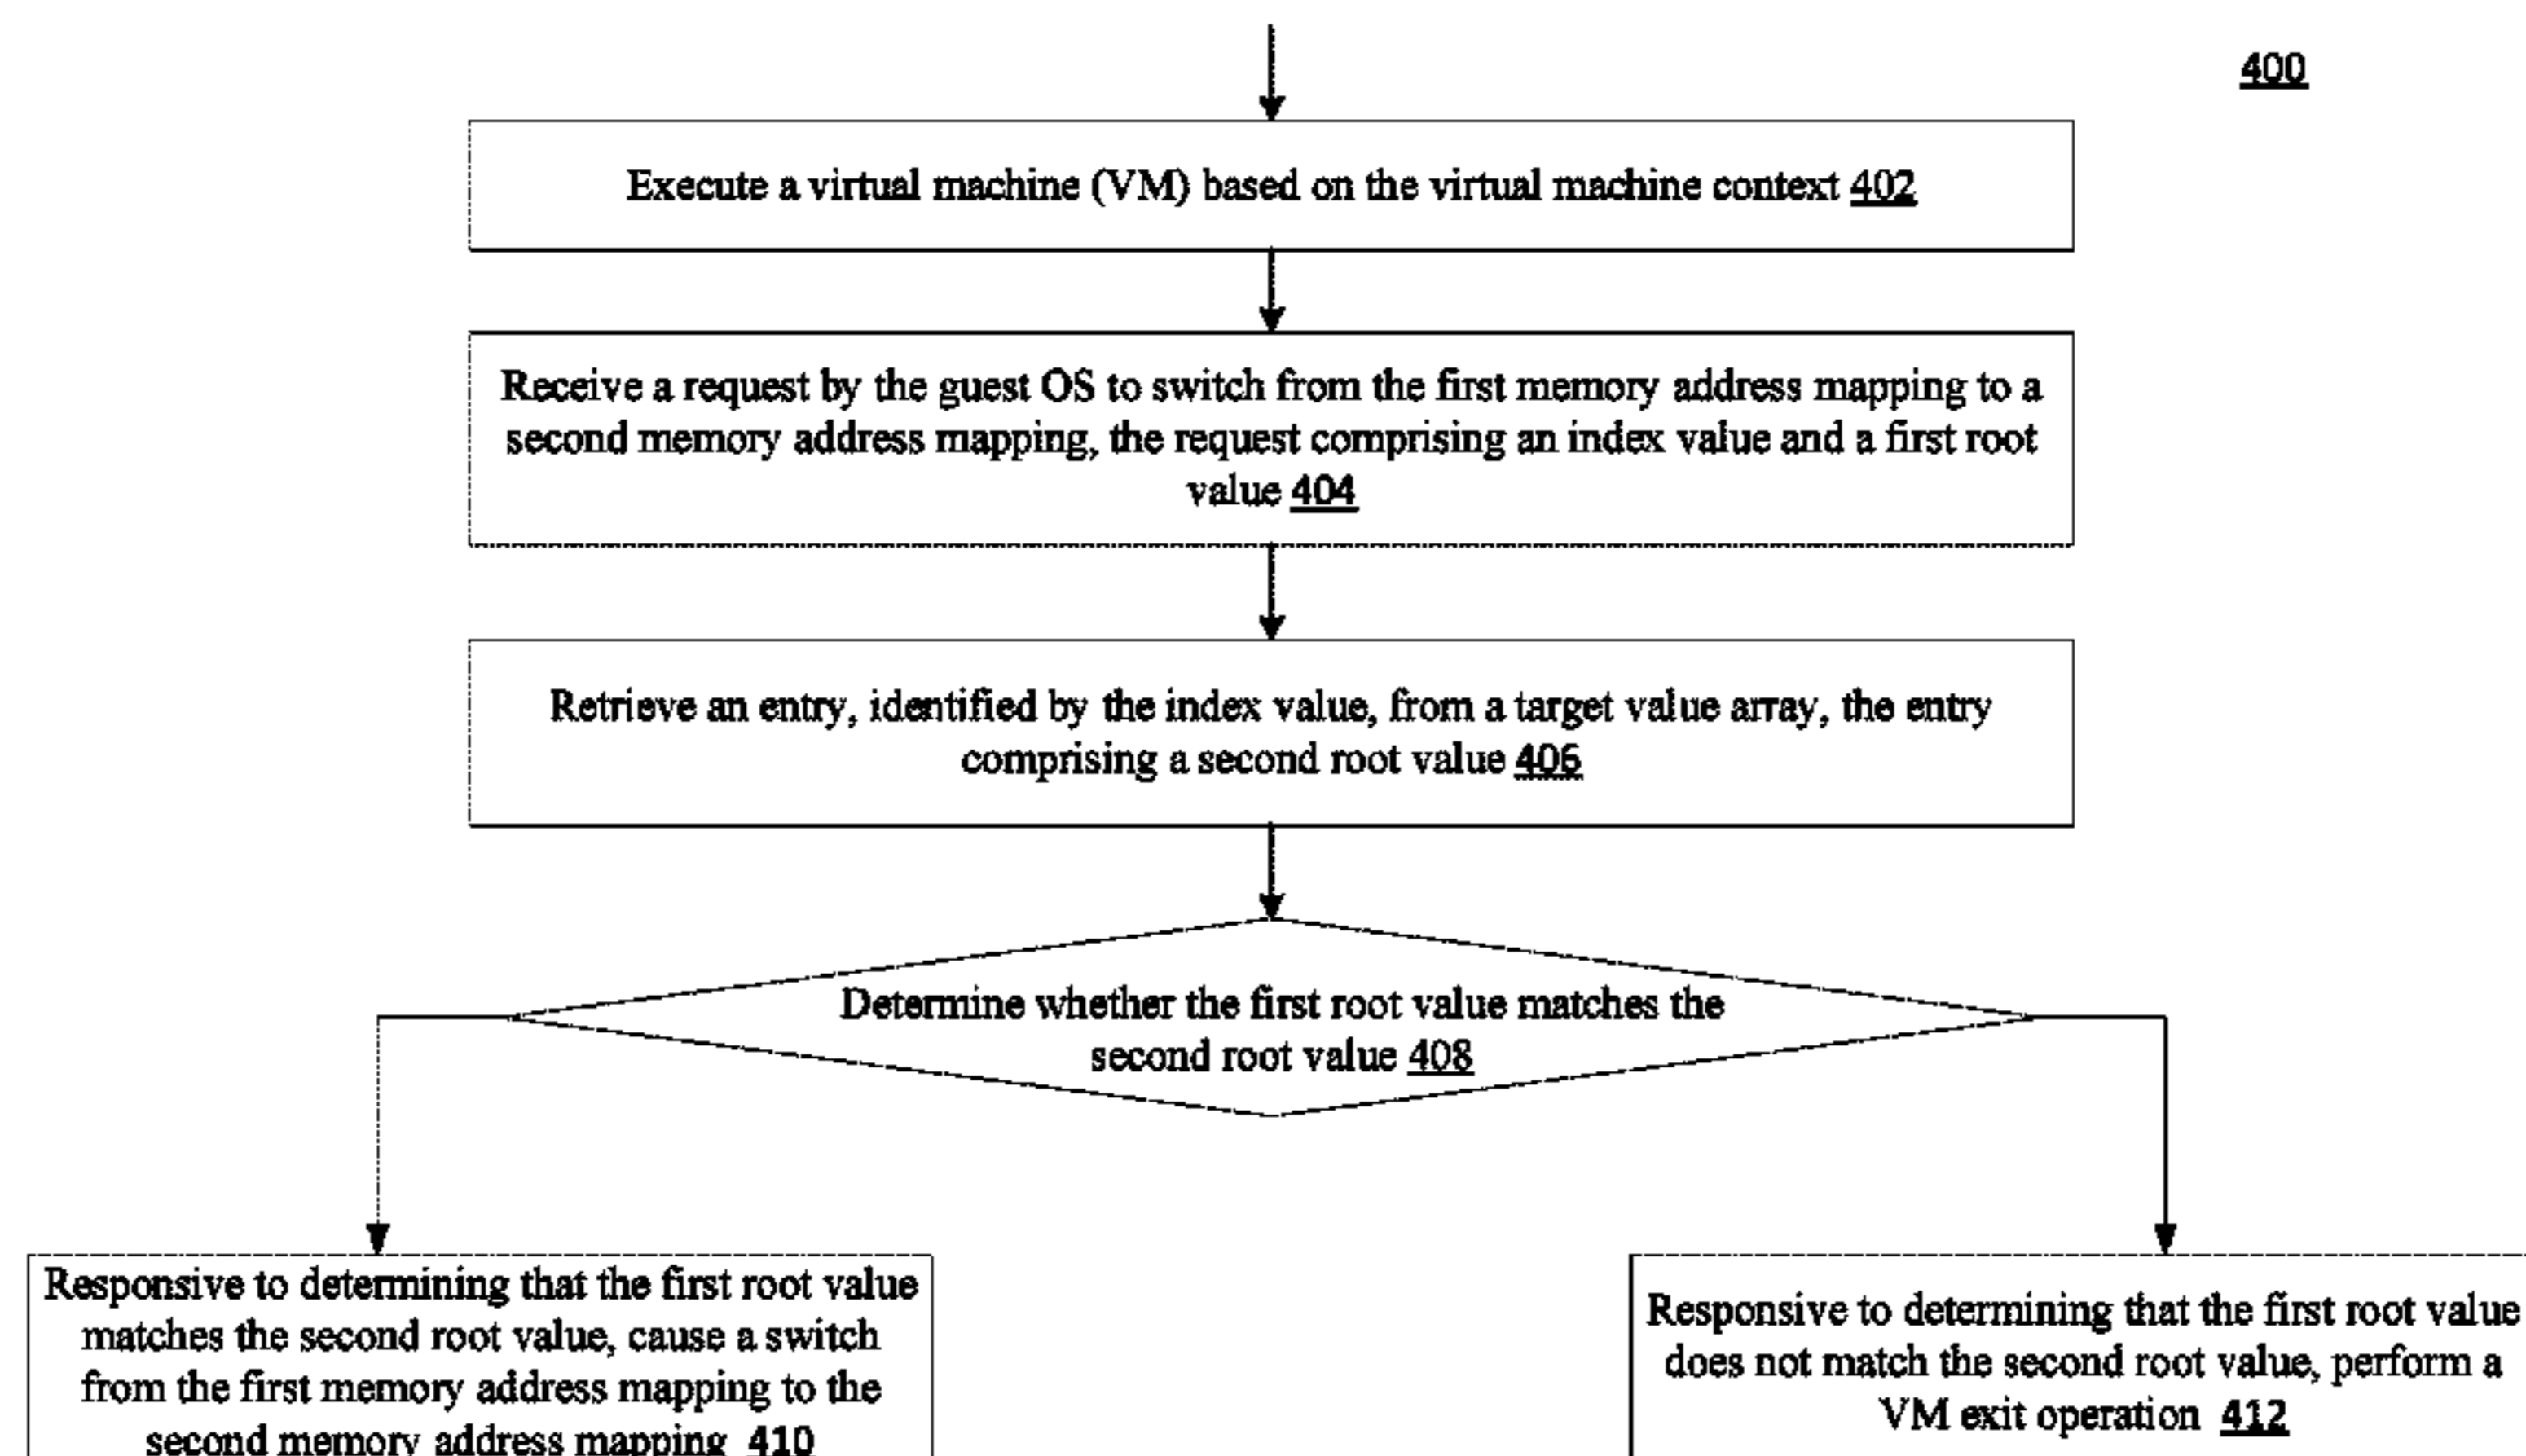 400
Execute a virtual machine (VM) based on the virtual machine context 402
Receive a request by the guest OS to switch from the first memory address mapping to a
second memory address mapping, the request comprising an index value and a first root
value 404
Retrieve an entry, identified by the index value, from a target value array, the entry
comprising a second root value 406
Determine whether the first root value matches the
second root value 408
Responsive to determining that the first root value
matches the second root value, cause a switch
from the first memory address mapping to the
second memory address mapping 410
Responsive to determining that the first root value
does not match the second root value, perform a
VM exit operation 412